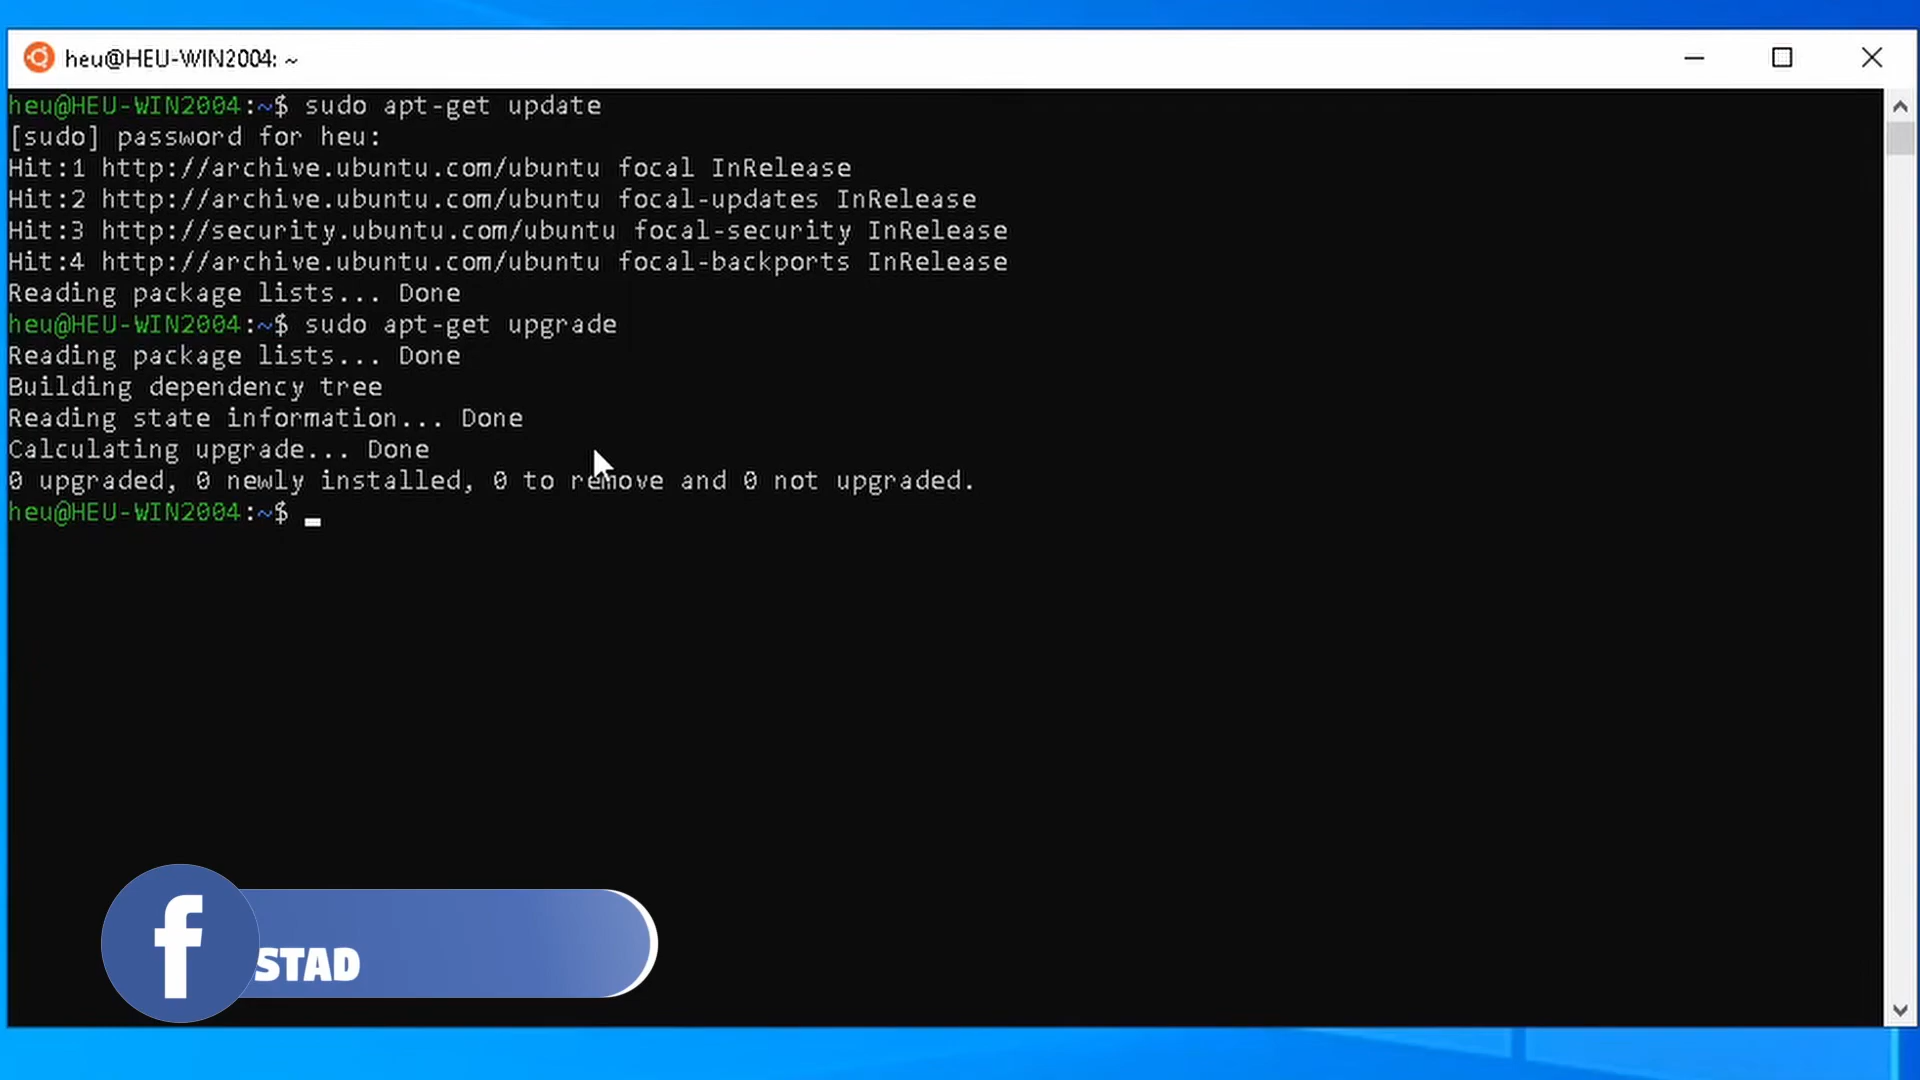 heu@HEU-WIN2004: ~
heu@HEU-WIN2004:~$ sudo apt-get update
[sudo] password for heu:
Hit:1 http://archive.ubuntu.com/ubuntu focal InRelease
Hit:2 http://archive.ubuntu.com/ubuntu focal-updates InRelease
Hit:3 http://security.ubuntu.com/ubuntu focal-security InRelease
Hit:4 http://archive.ubuntu.com/ubuntu focal-backports InRelease
Reading package lists... Done
heu@HEU-WIN2004:~$ sudo apt-get upgrade
Reading package lists... Done
Building dependency tree
Reading state information... Done
Calculating upgrade... Done
0 upgraded, 0 newly installed, 0 to remove and 0 not upgraded.
heu@HEU-WIN2004:~$
f
STAD